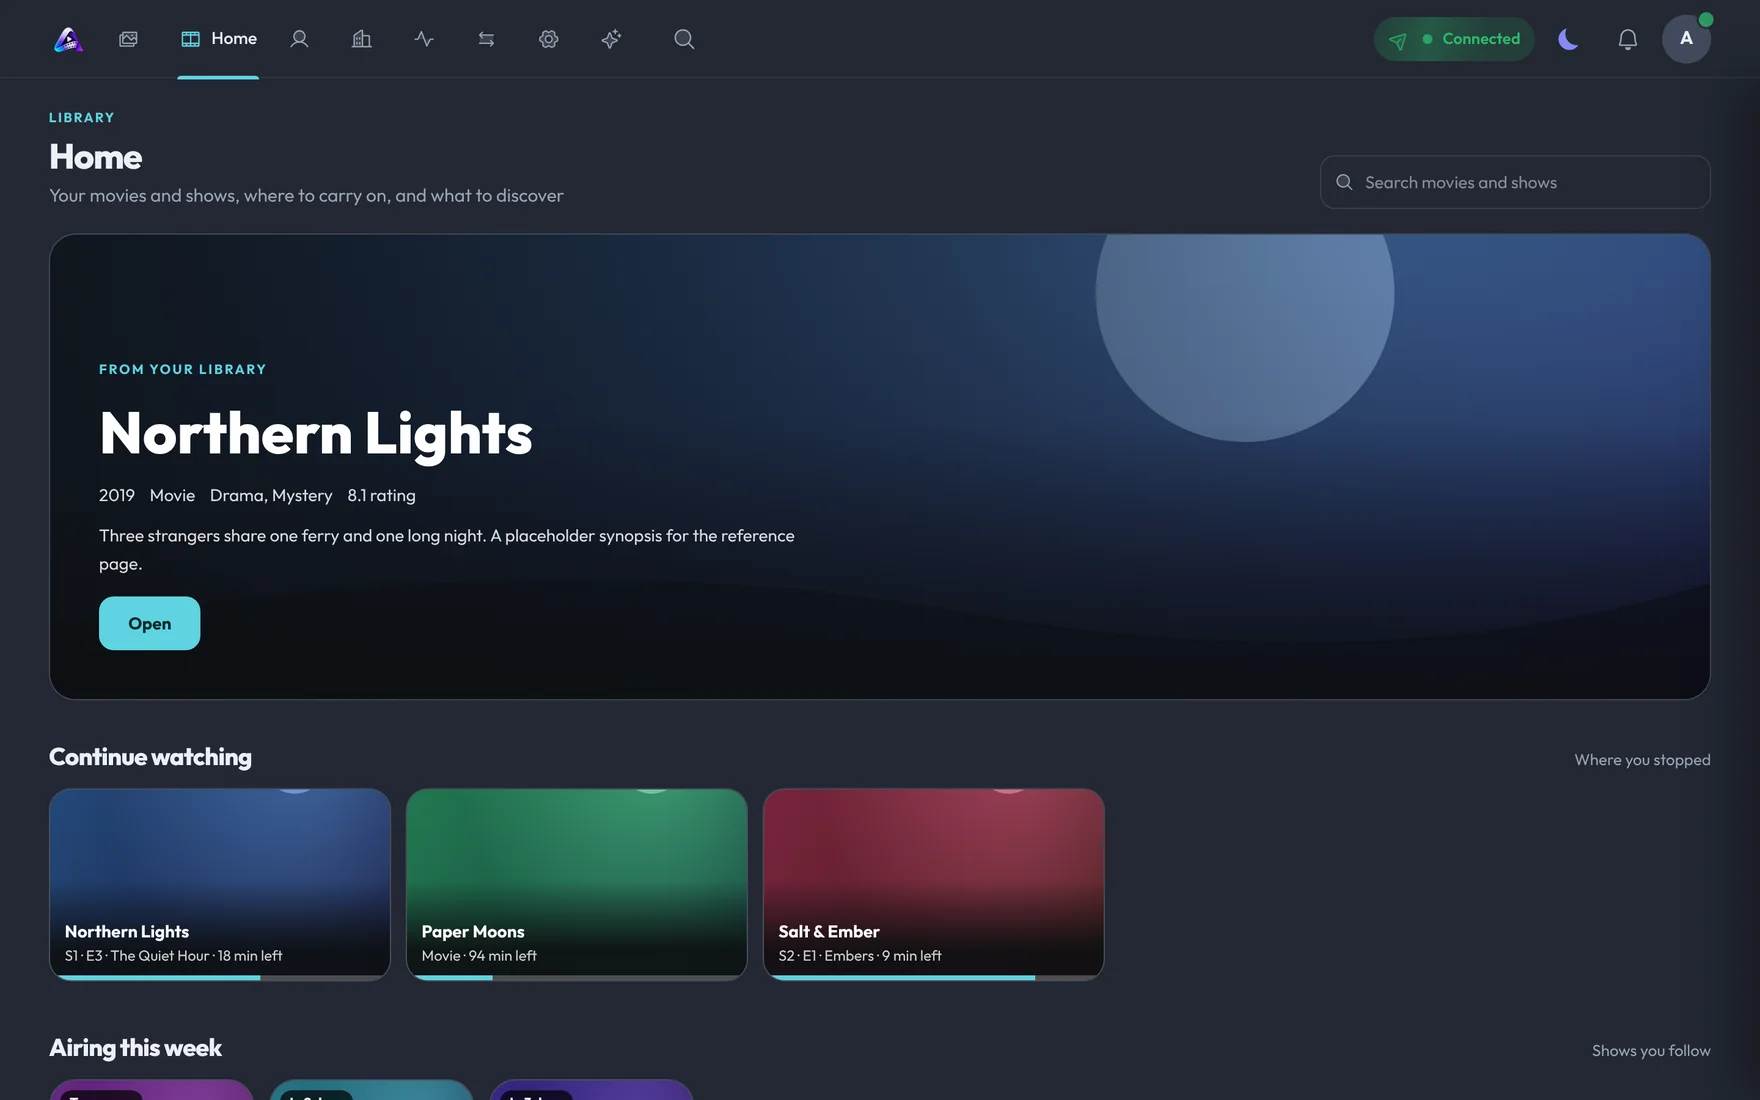 Home
Connected
A
LIBRARY
Home
Your movies and shows, where to carry on, and what to discover
Search movies and shows
FROM YOUR LIBRARY
Northern Lights
2019 Movie Drama, Mystery 8.1 rating
Three strangers share one ferry and one long night. A placeholder synopsis for the reference
page.
Open
Continue watching
Where you stopped
Northern Lights
S1 · E3 · The Quiet Hour · 18 min left
Paper Moons
Movie · 94 min left
Salt & Ember
S2 · E1 · Embers · 9 min left
Airing this week
Shows you follow